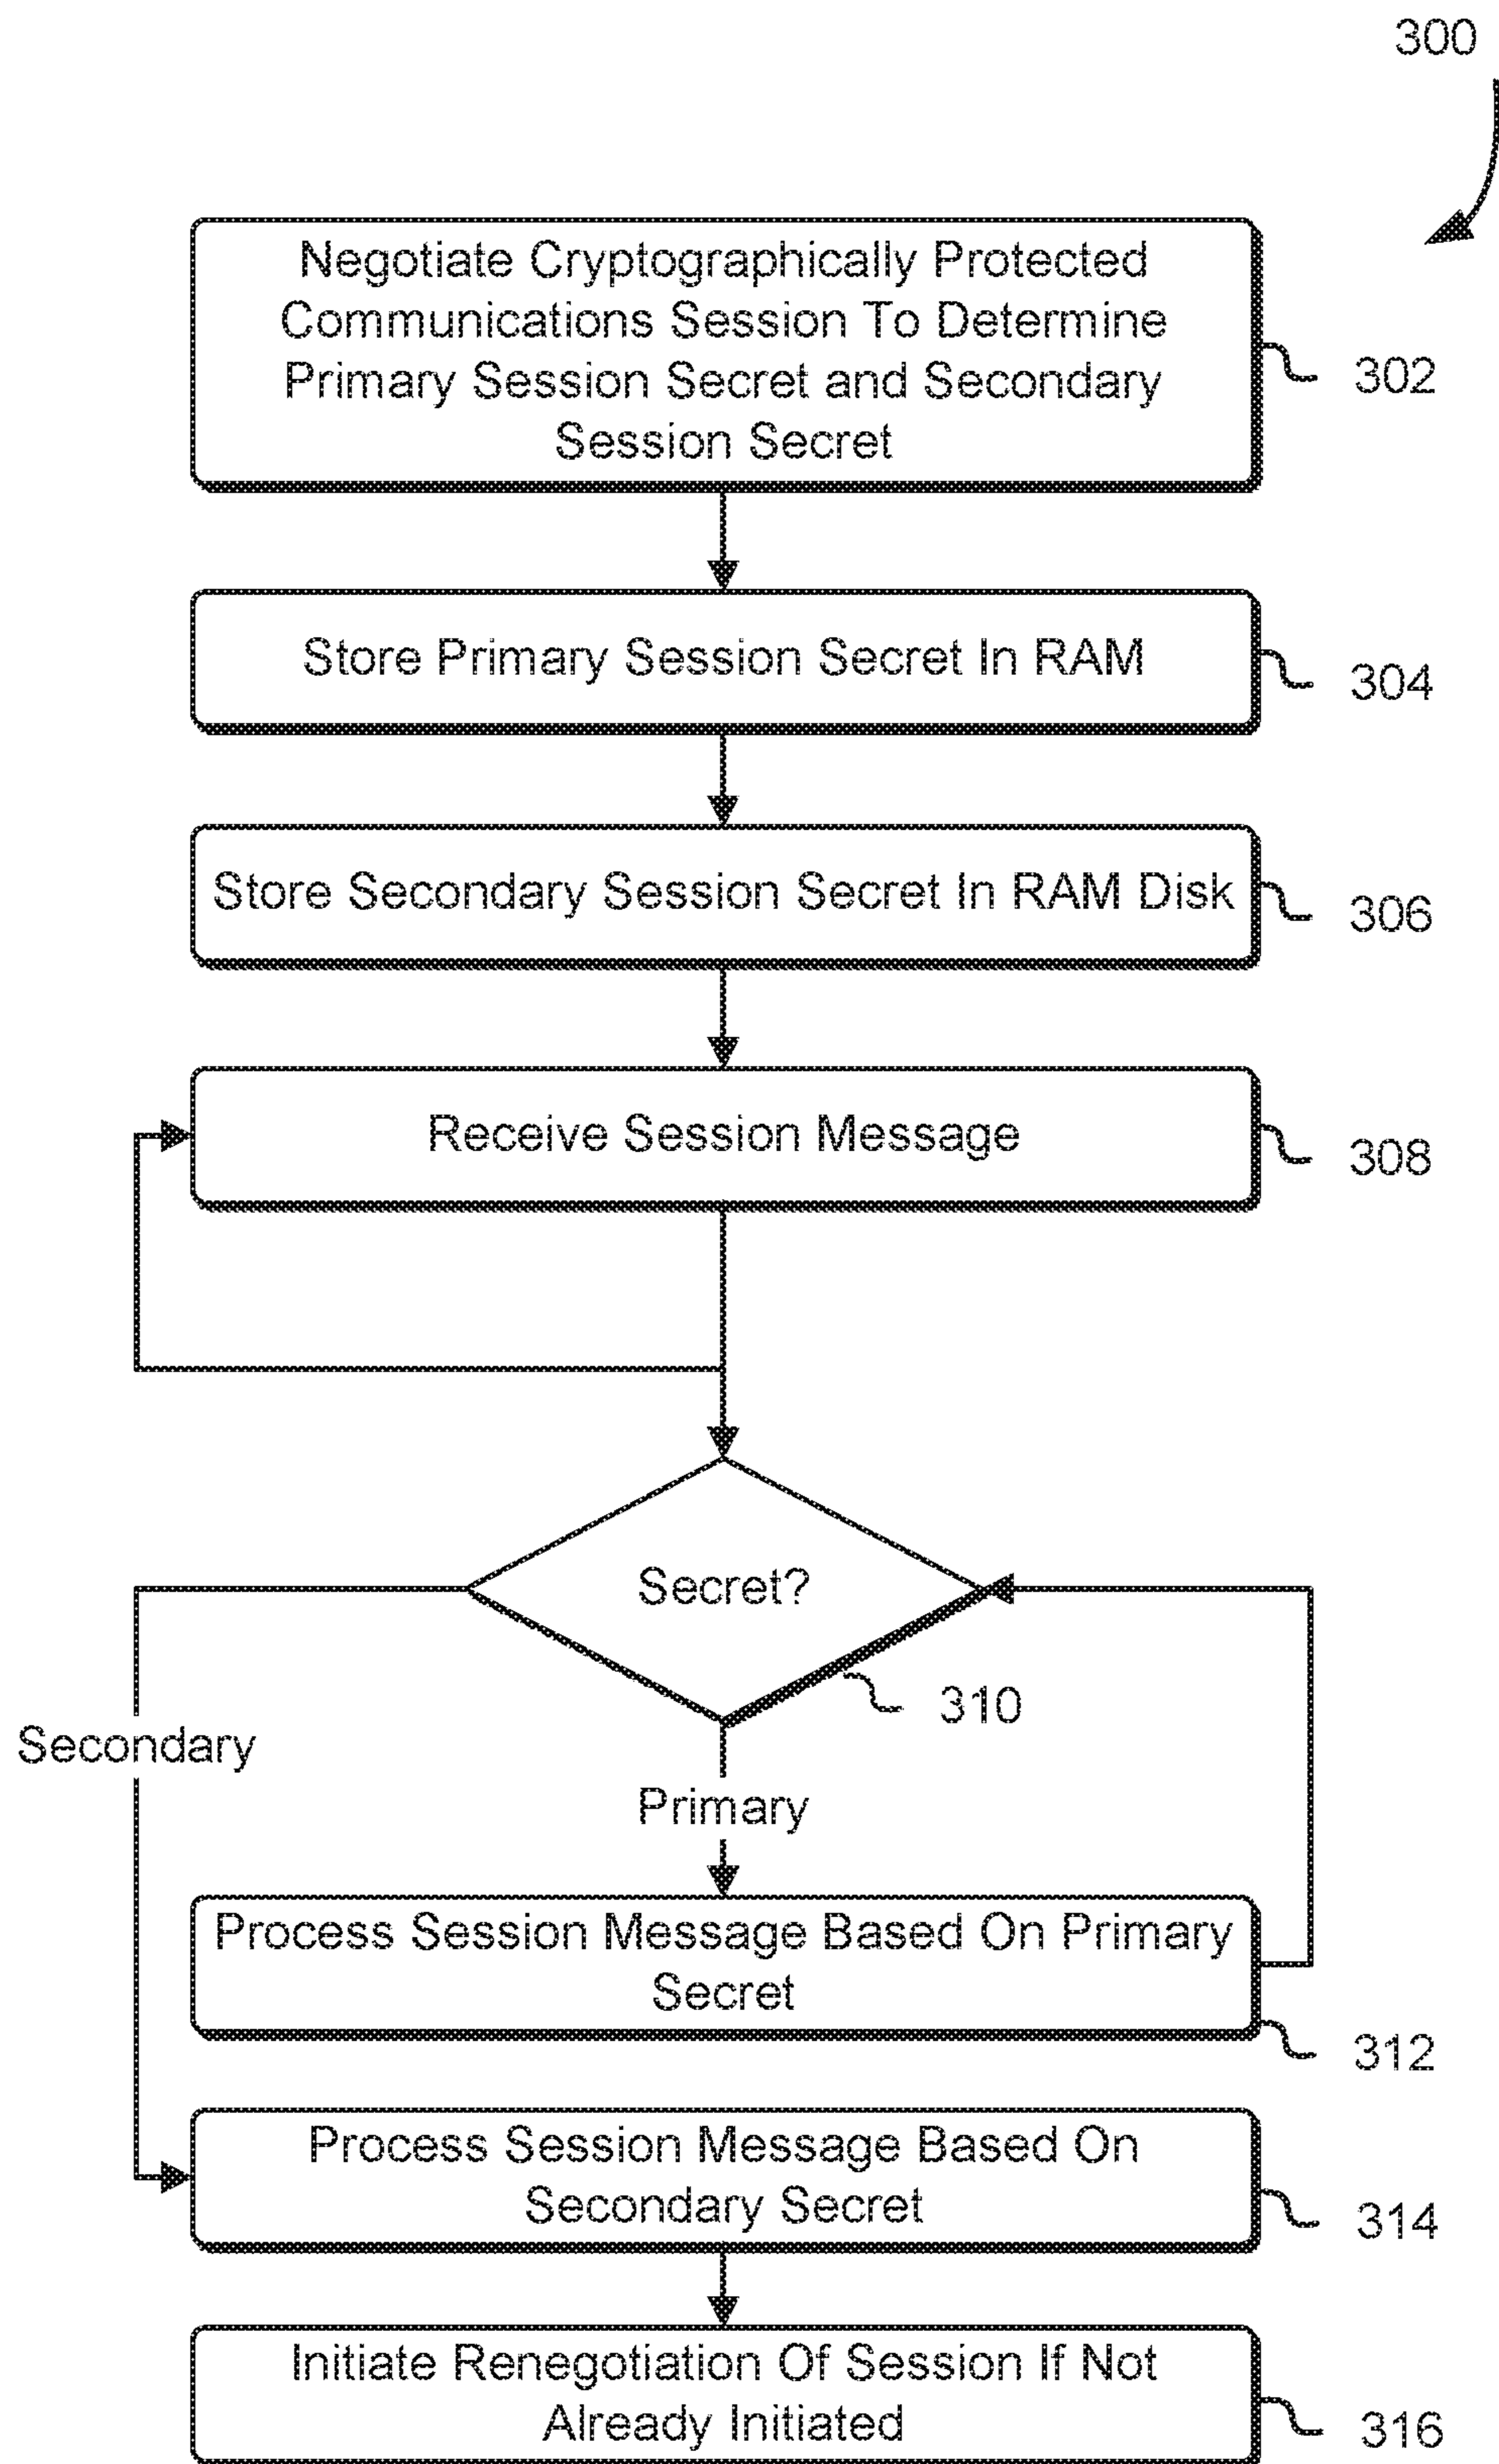 300
Negotiate Cryptographically Protected
Communications Session To Determine
Primary Session Secret and Secondary
Session Secret
302
Store Primary Session Secret In RAM
304
Store Secondary Session Secret In RAM Disk
306
Receive Session Message
308
Secret?
310
Secondary
Primary
Process Session Message Based On Primary
Secret
312
Process Session Message Based On
Secondary Secret
314
Initiate Renegotiation Of Session If Not
Already Initiated
316